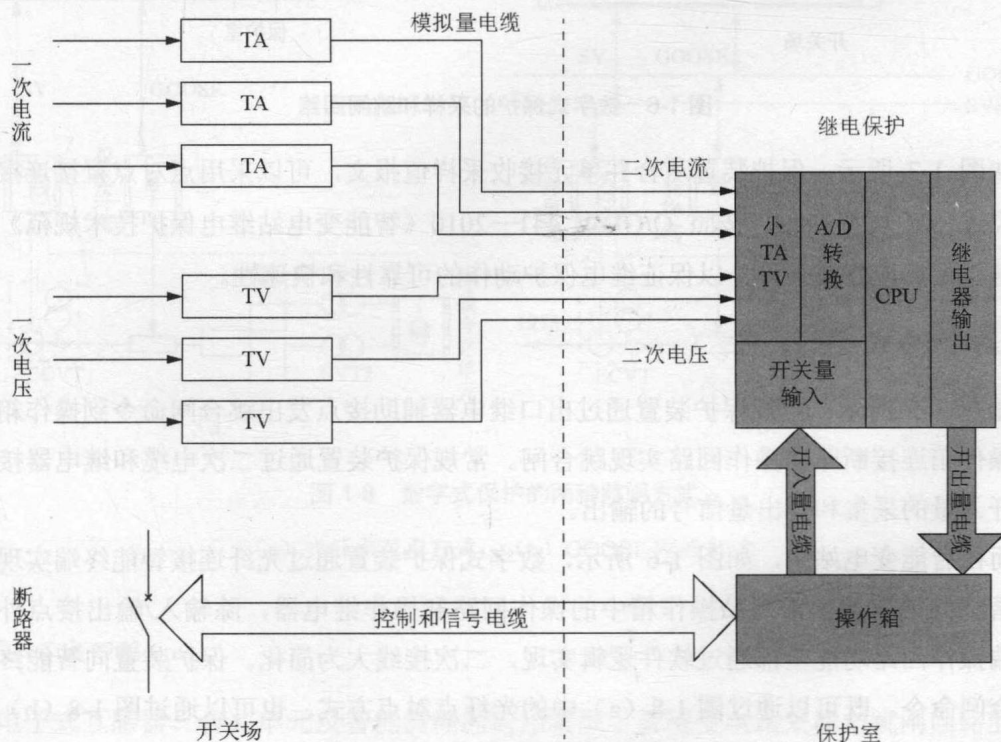 模拟量电缆
TA
TA
TA
一次电流
二次电流
继电保护
小TA TV
A/D转换
CPU
继电器输出
开关量输入
TV
TV
TV
一次电压
二次电压
开入量电缆
开出量电缆
断路器
控制和信号电缆
操作箱
开关场
保护室